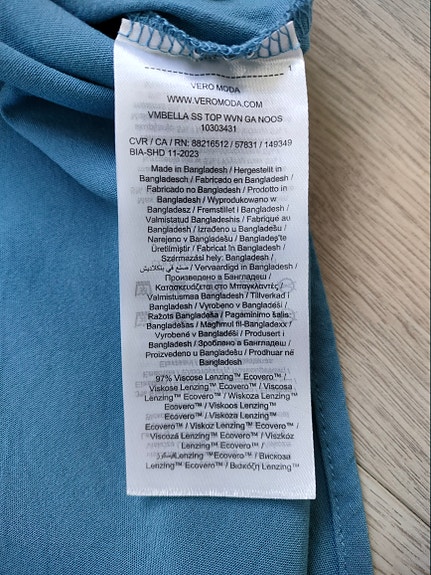 1
VERO MODA
WWW.VEROMODA.COM
VMBELLA SS TOP WVN GA NOOS
10303431
CVR / CA / RN: 88216512 / 57831 / 149349
BIA-SHD 11-2023
Made in Bangladesh / Hergestellt in
Bangladesch / Fabricado en Bangladesh /
Fabricado no Bangladesh / Prodotto in
Bangladesh / Wyprodukowano w
Bangladesz / Fremstillet i Bangladesh /
Valmistatud Bangladeshis / Fabriqué au
Bangladesh / Izrađeno u Bangladešu /
Narejeno v Bangladešu / Bangladeş'te
Üretilmiştir / Fabricat în Bangladesh /
Származási hely: Bangladesh /
صنع في بنگلاديش / Vervaardigd in Bangladesh /
Произведено в Бангладеш /
Κατασκευάζεται στο Μπαγκλαντές /
Valmistusmaa Bangladesh / Tillverkad i
Bangladesh / Vyrobeno v Bangladéši /
Ražots Bangladeša / Pagaminimo šalis:
Bangladešas / Magħmul fil-Bangladexx /
Vyrobené v Bangladéši / Produsert i
Bangladesh / Зроблено в Бангладеш /
Proizvedeno u Bangladešu / Prodhuar në
Bangladesh
97% Viscose Lenzing™ Ecovero™ /
Viskose Lenzing™ Ecovero™ / Viscosa
Lenzing™ Ecovero™ / Wiskoza Lenzing™
Ecovero™ / Viskoos Lenzing™
Ecovero™ / Viskoza Lenzing™
Ecovero™ / Viskoz Lenzing™ Ecovero™ /
Viscoză Lenzing™ Ecovero™ / Viszkóz
Lenzing™ Ecovero™ /
Lenzing™ Ecovero™ / Вискоза
Lenzing™ Ecovero™ / Βισκόζη Lenzing™